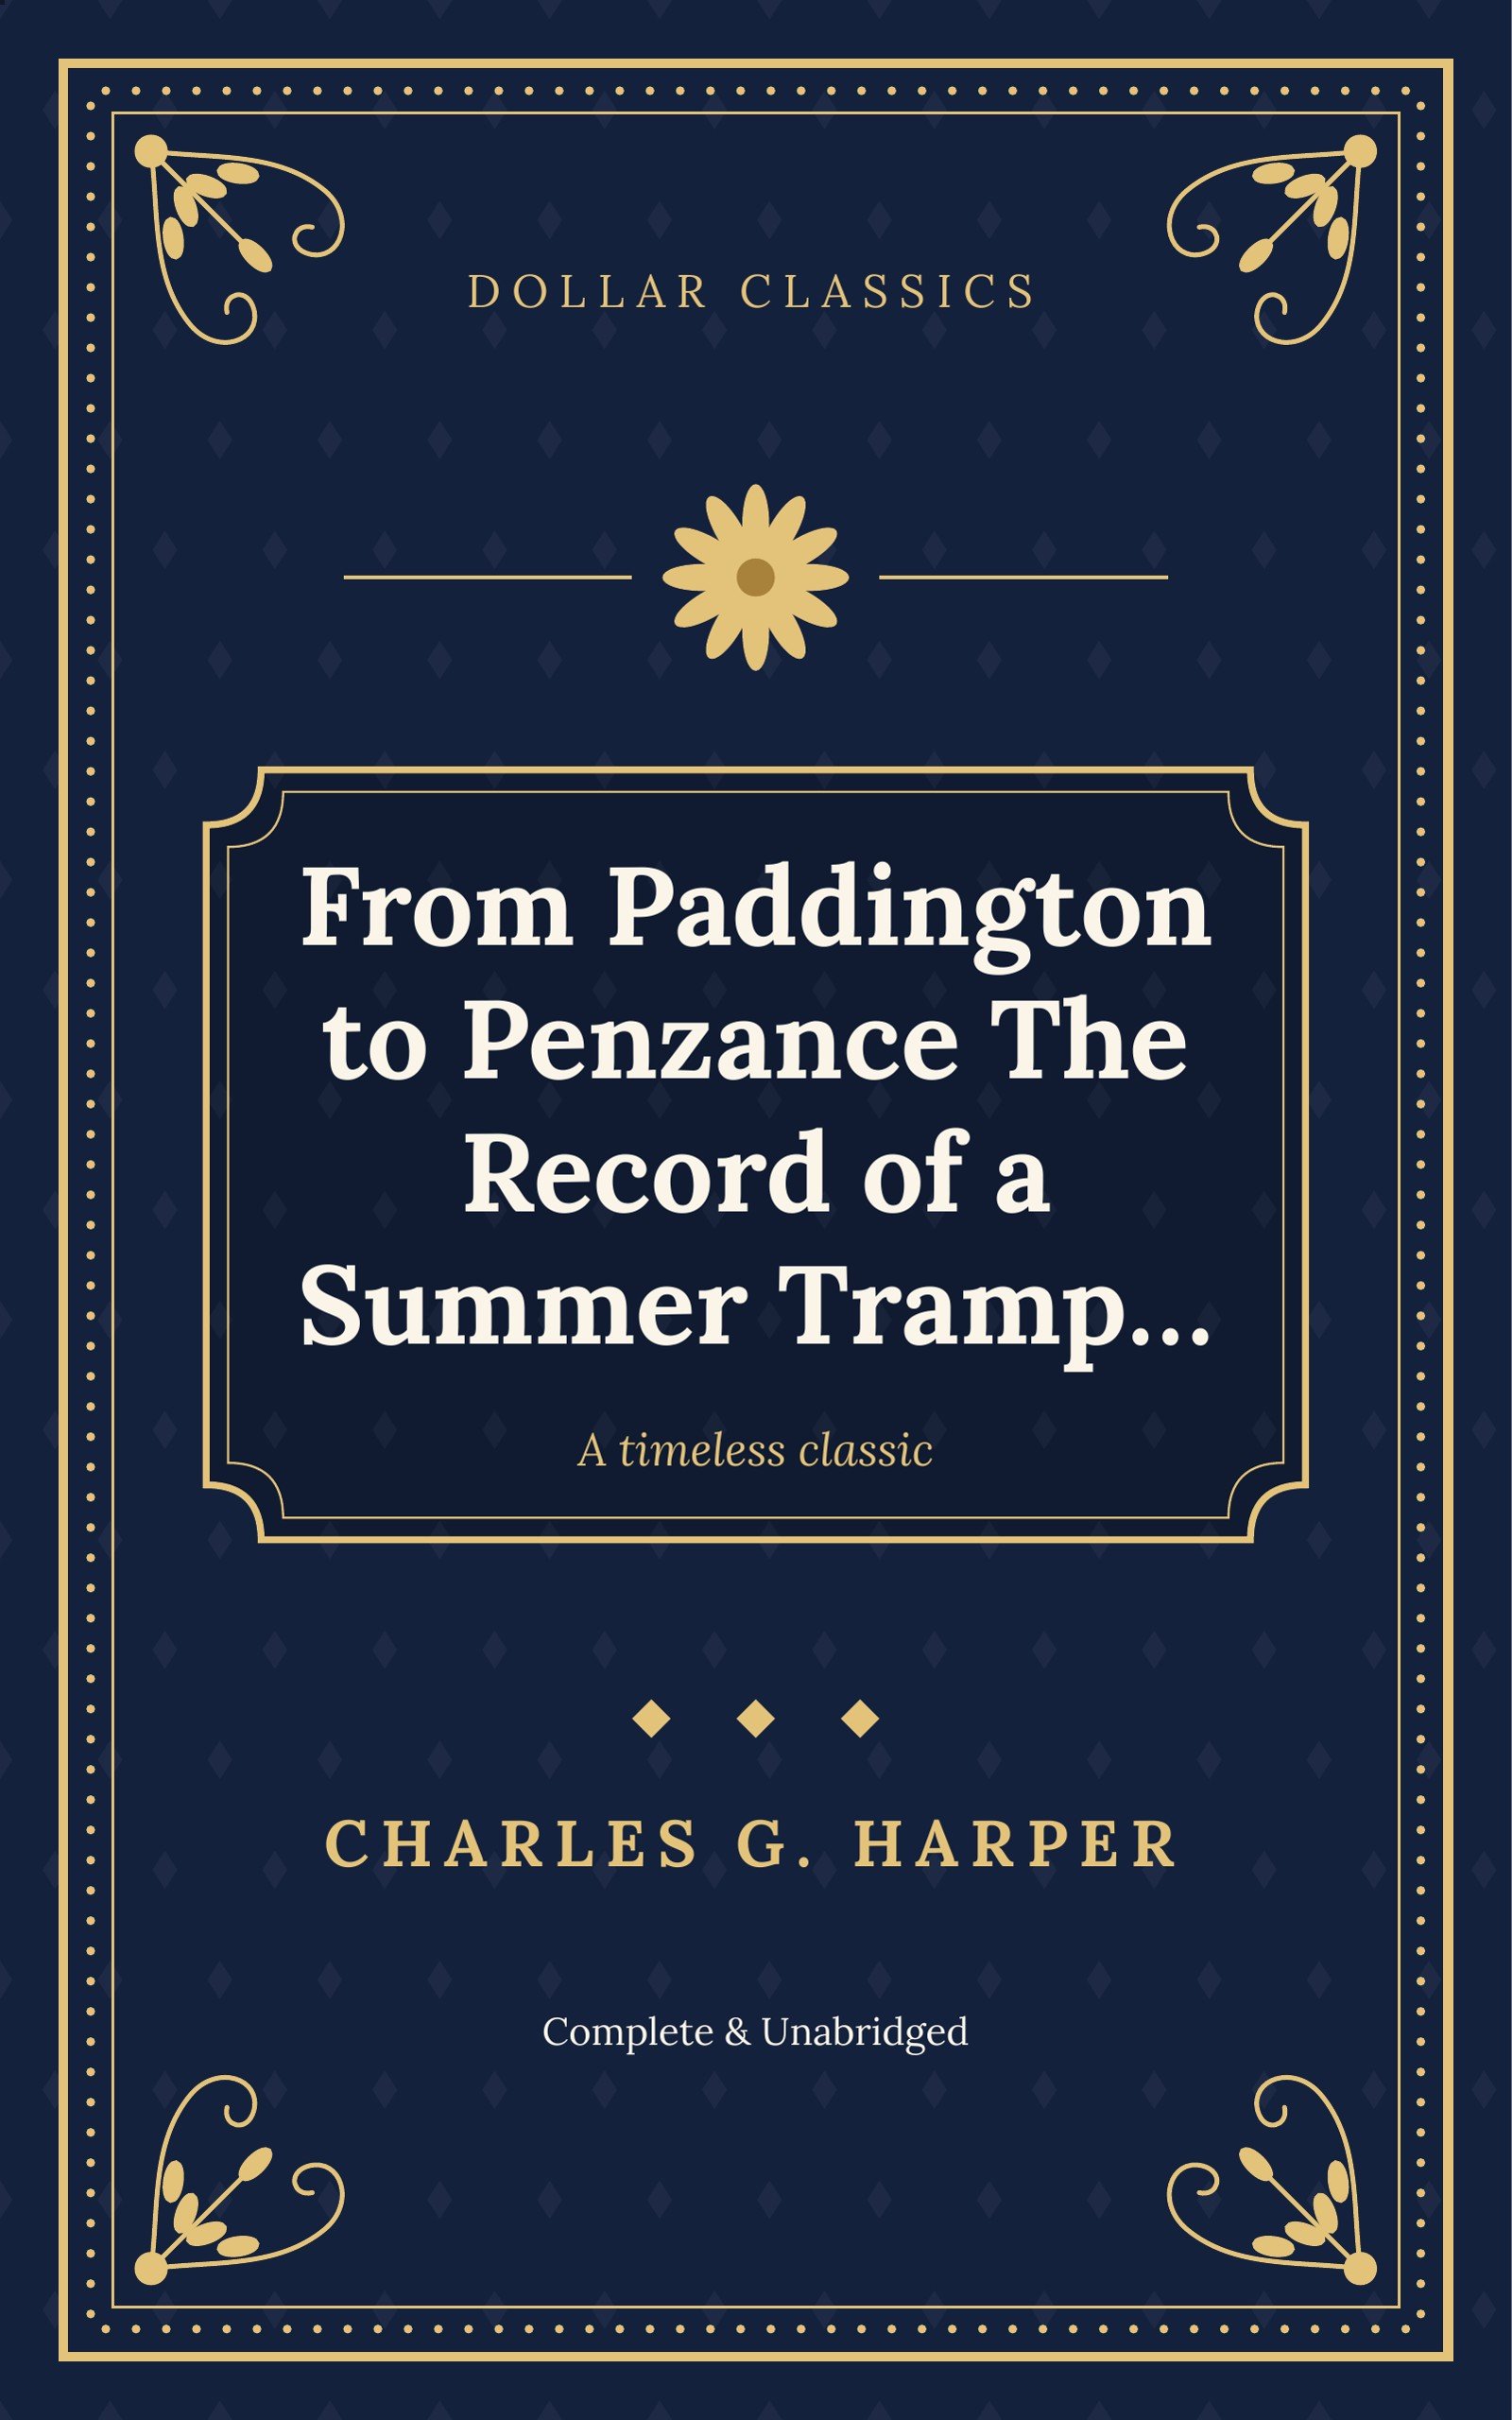 DOLLAR CLASSICS
From Paddington
to Penzance The
Record of a
Summer Tramp...
A timeless classic
CHARLES G. HARPER
Complete & Unabridged